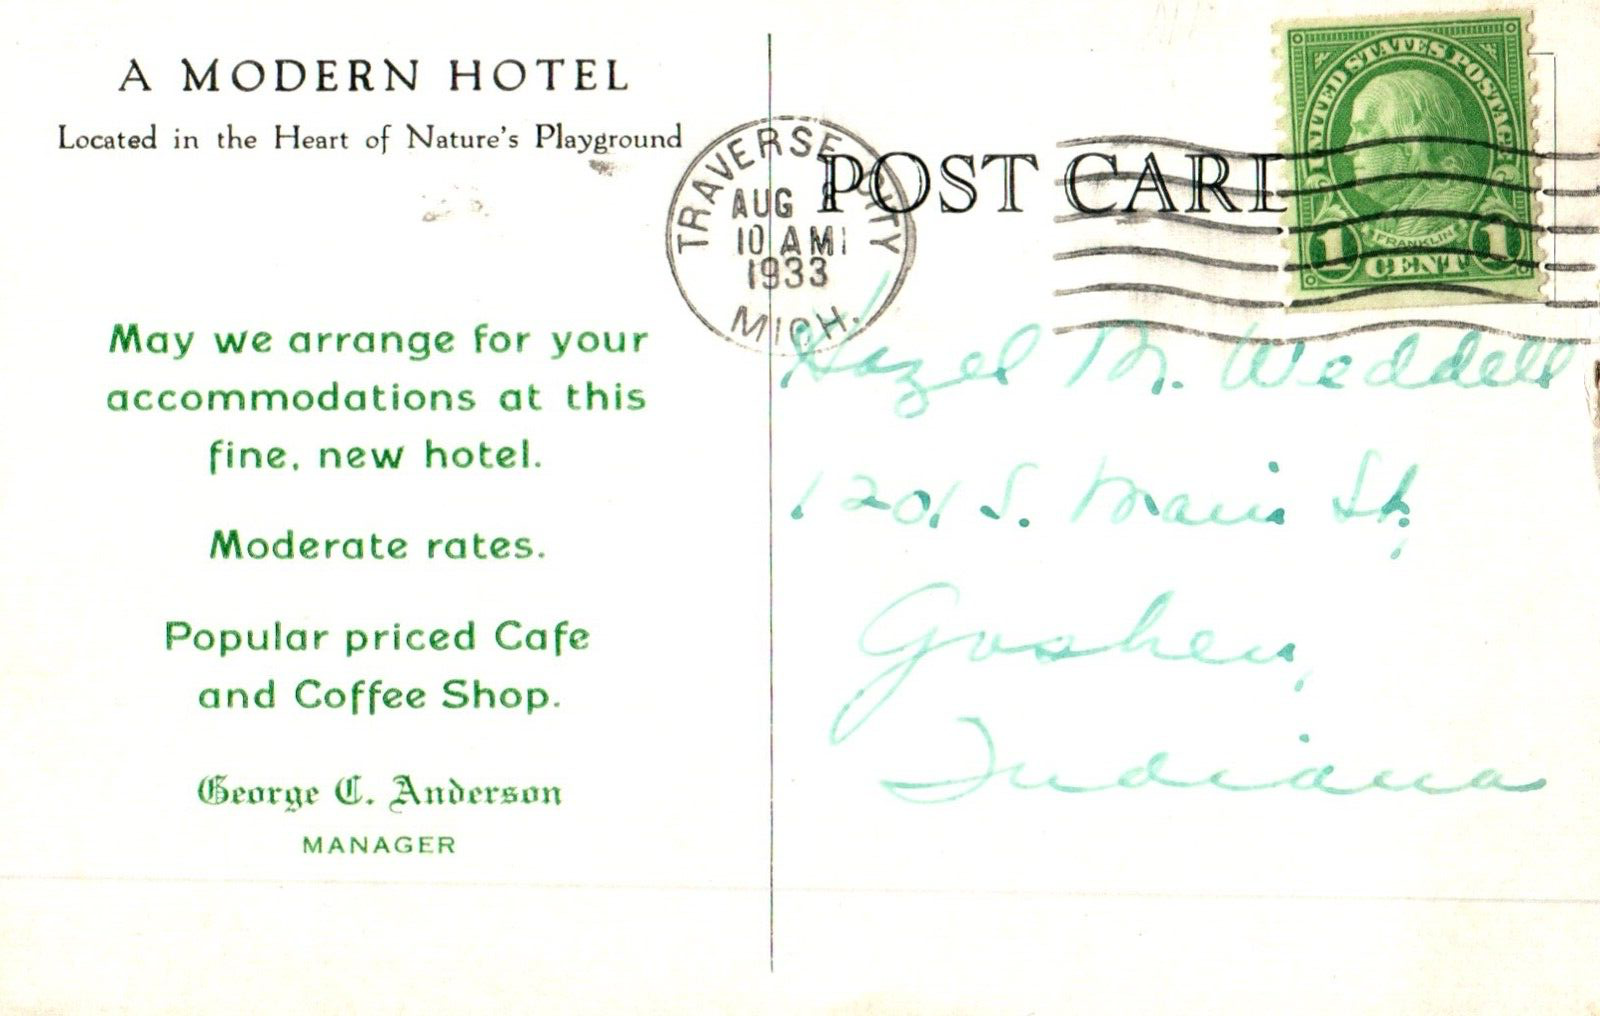 A MODERN HOTEL
Located in the Heart of Nature's Playground
May we arrange for your
accommodations at this
fine, new hotel.
Moderate rates.
Popular priced Cafe
and Coffee Shop.
George C. Anderson
MANAGER
TRAVERSE CITY
AUG
10 AM
1933
MICH.
POST CARD
UNITED STATES POSTAGE
FRANKLIN
1 CENT 1
Hazel M. Weddell
1201 S. Main St,
Goshen,
Indiana